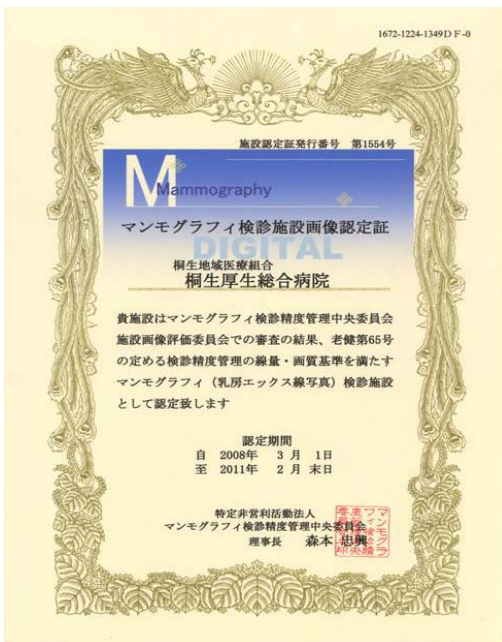 1672-1224-1349D F-0
施設認定証発行番号 第1554号
Mammography
マンモグラフィ検診施設画像認定証
DIGITAL
桐生地域医療組合
桐生厚生総合病院
貴施設はマンモグラフィ検診精度管理中央委員会
施設画像評価委員会での審査の結果、老健第65号
の定める検診精度管理の線量・画質基準を満たす
マンモグラフィ（乳房エックス線写真）検診施設
として認定致します
認定期間
自 2008年 3 月 1日
至 2011年 2 月 末日
特定非営利活動法人
マンモグラフィ検診精度管理中央委員会
理事長 森本 忠興